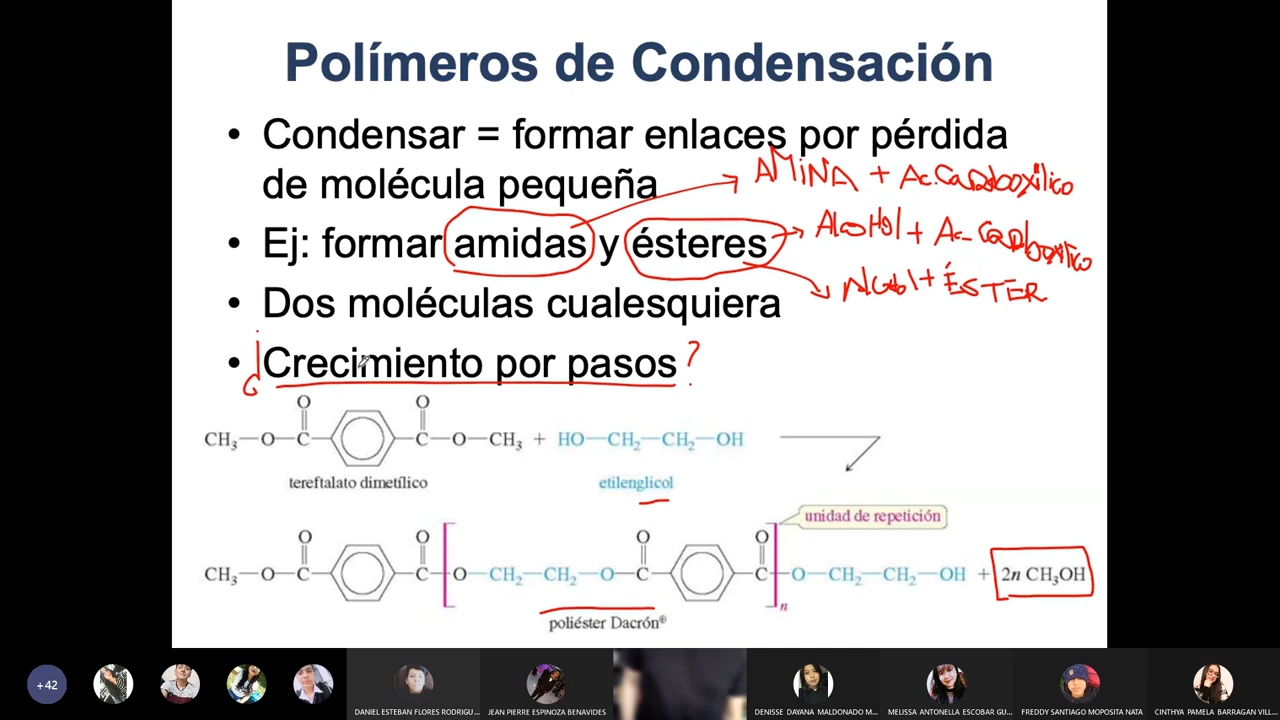 Polímeros de Condensación
• Condensar = formar enlaces por pérdida
de molécula pequeña
AMINA + Ac. Carboxílico
• Ej: formar amidas y ésteres
Alcohol + Ac. Carboxílico
Alcohol + ÉSTER
• Dos moléculas cualesquiera
• ¿Crecimiento por pasos?
O O
CH3—O—C C—O—CH3 + HO—CH2—CH2—OH
tereftalato dimetílico etilenglicol
unidad de repetición
O O O O
CH3—O—C C—[O—CH2—CH2—O—C C]n—O—CH2—CH2—OH + 2n CH3OH
poliéster Dacrón®
+42
DANIEL ESTEBAN FLORES RODRIGU...
JEAN PIERRE ESPINOZA BENAVIDES
DENISSE DAYANA MALDONADO M...
MELISSA ANTONELLA ESCOBAR GU...
FREDDY SANTIAGO MOPOSITA NATA
CINTHYA PAMELA BARRAGAN VILL...